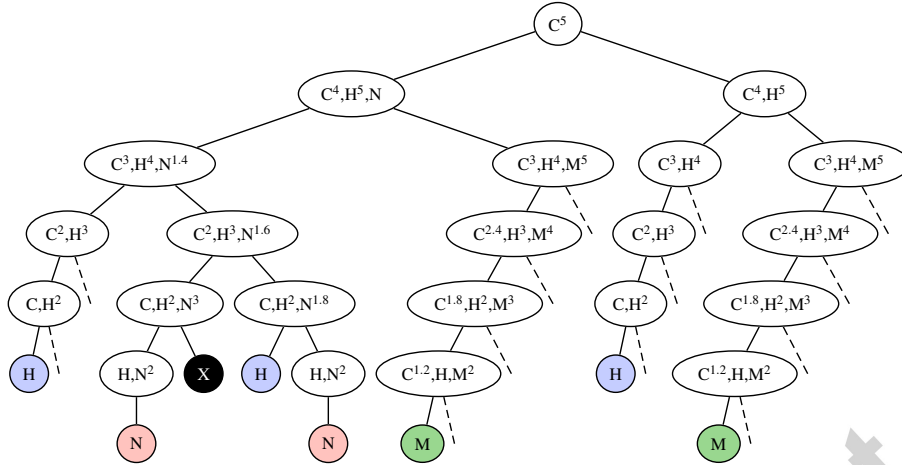 C⁵
C⁴,H⁵,N C⁴,H⁵
C³,H⁴,N¹·⁴ C³,H⁴,M⁵ C³,H⁴ C³,H⁴,M⁵
C²,H³ C²,H³,N¹·⁶ C²·⁴,H³,M⁴ C²,H³ C²·⁴,H³,M⁴
C,H² C,H²,N³ C,H²,N¹·⁸ C¹·⁸,H²,M³ C,H² C¹·⁸,H²,M³
H H,N² X H H,N² C¹·²,H,M² H C¹·²,H,M²
N N M M